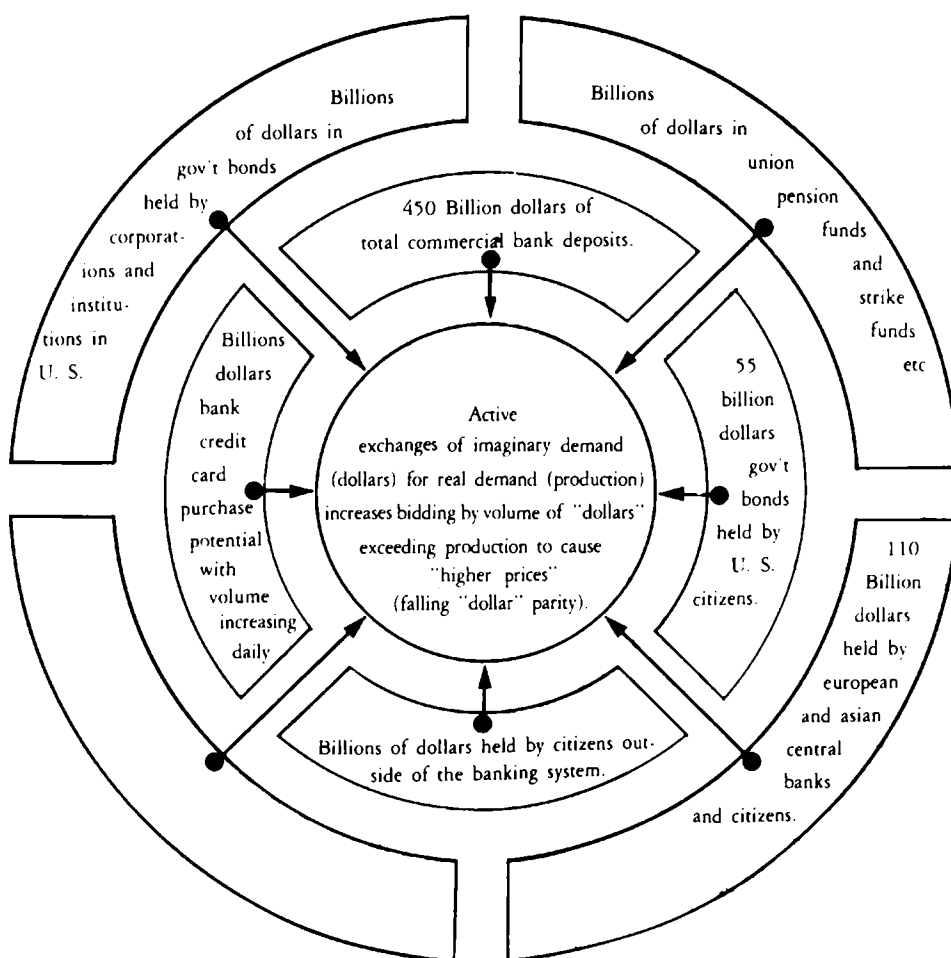 Billions
of dollars in
gov't bonds
held by
corporat-
ions and
institu-
tions in
U. S.
Billions
of dollars in
union
pension
funds
and
strike
funds
etc
450 Billion dollars of
total commercial bank deposits.
Billions
dollars
bank
credit
card
purchase
potential
with
volume
increasing
daily
Active
exchanges of imaginary demand
(dollars) for real demand (production)
increases bidding by volume of "dollars"
exceeding production to cause
"higher prices"
(falling "dollar" parity).
55
billion
dollars
gov't
bonds
held by
U. S.
citizens.
Billions of dollars held by citizens out-
side of the banking system.
110
Billion
dollars
held by
european
and asian
central
banks
and citizens.